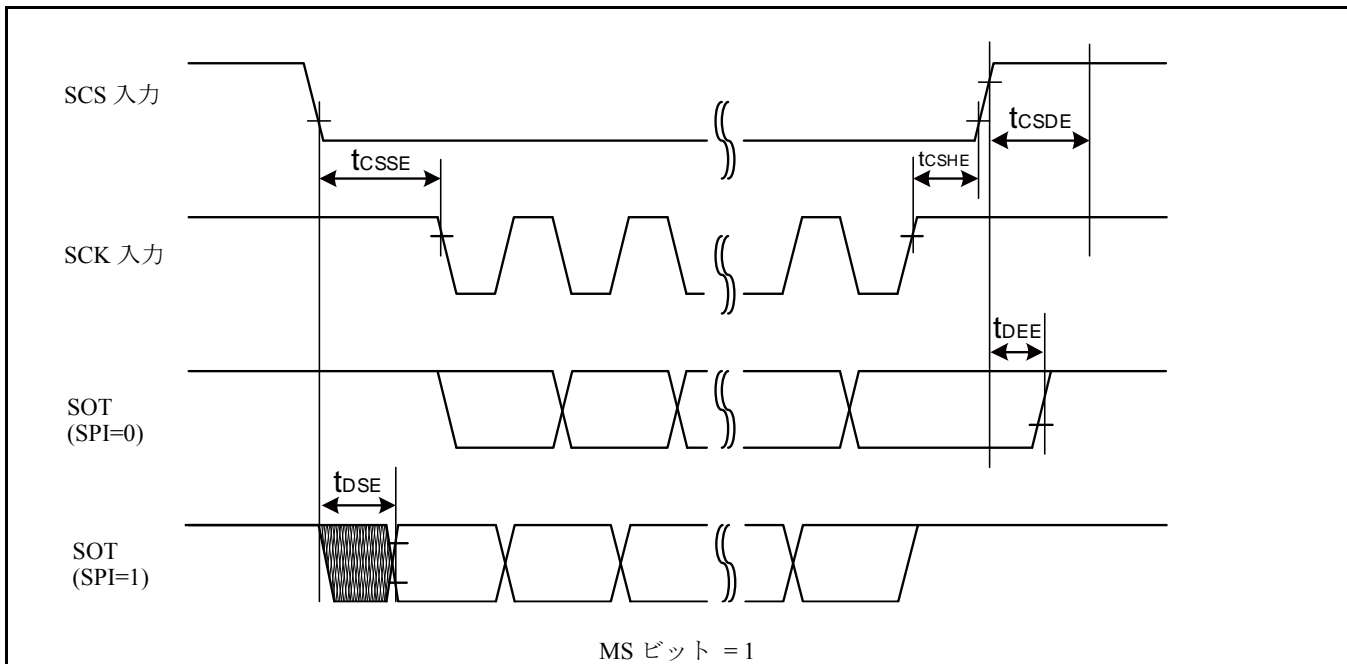 SCS 入力
tCSDE
tCSSE
tCSHE
SCK 入力
tDEE
SOT
(SPI=0)
tDSE
SOT
(SPI=1)
MS ビット = 1